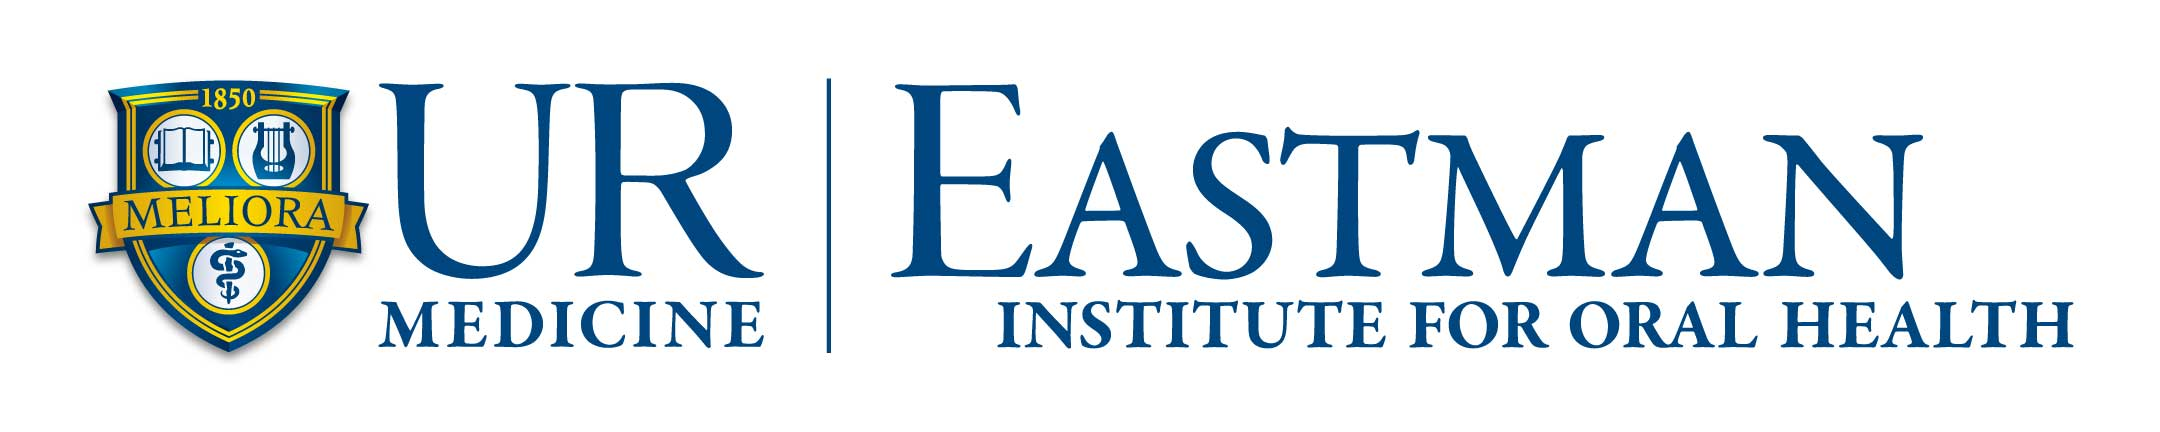 1850
MELIORA
UR
MEDICINE
EASTMAN
INSTITUTE FOR ORAL HEALTH